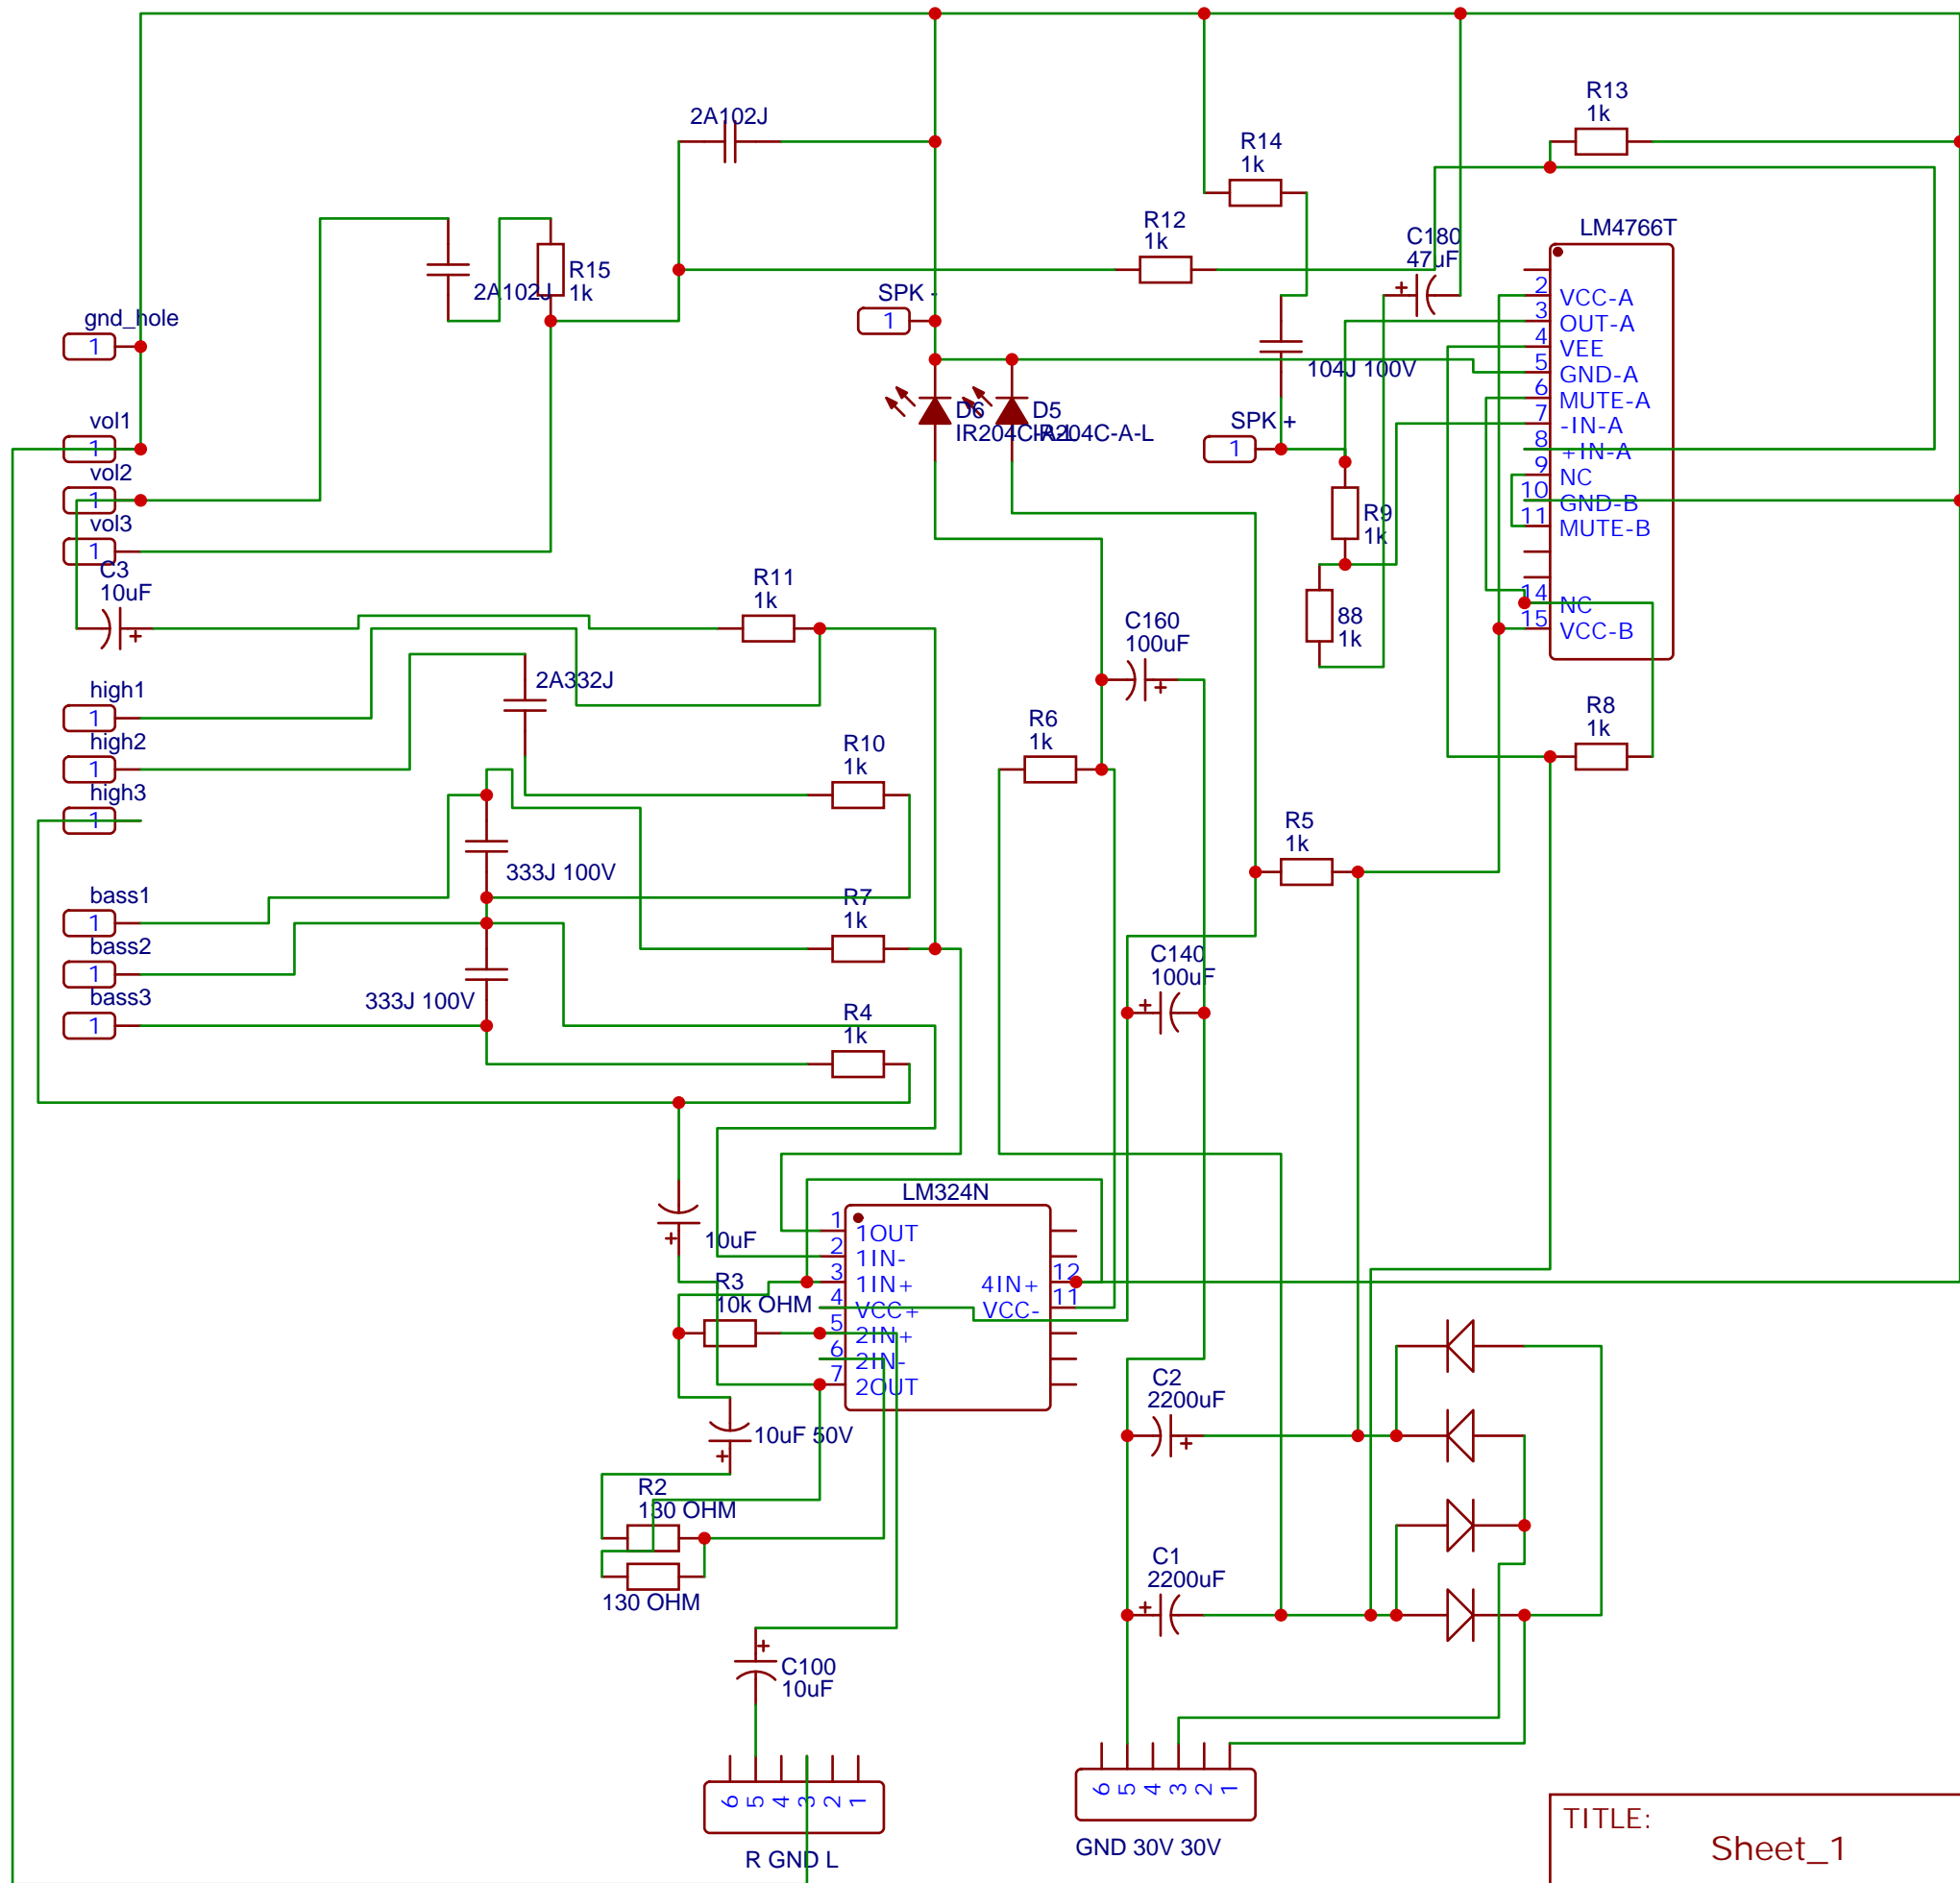 2A102J
R13
1k
R14
1k
R12
1k
C180
47uF
LM4766T
R15
1k
2A102J
SPK -
1
gnd_hole
1
2 VCC-A
3 OUT-A
4 VEE
5 GND-A
6 MUTE-A
7 -IN-A
8 +IN-A
9 NC
10 GND-B
11 MUTE-B
14 NC
15 VCC-B
104J 100V
D6
IR204C-A-L
D5
IR204C-A-L
SPK +
1
vol1
1
vol2
1
vol3
1
C3
10uF
R9
1k
88
1k
R11
1k
C160
100uF
2A332J
high1
1
high2
1
high3
1
R6
1k
R8
1k
R10
1k
R5
1k
333J 100V
bass1
1
bass2
1
bass3
1
R7
1k
C140
100uF
333J 100V
R4
1k
LM324N
10uF
1 1OUT
2 1IN-
3 1IN+
4 VCC+
5 2IN+
6 2IN-
7 2OUT
12 4IN+
11 VCC-
R3
10k OHM
10uF 50V
C2
2200uF
R2
130 OHM
130 OHM
C1
2200uF
C100
10uF
6 5 4 3 2 1
R GND L
6 5 4 3 2 1
GND 30V 30V
TITLE:
Sheet_1